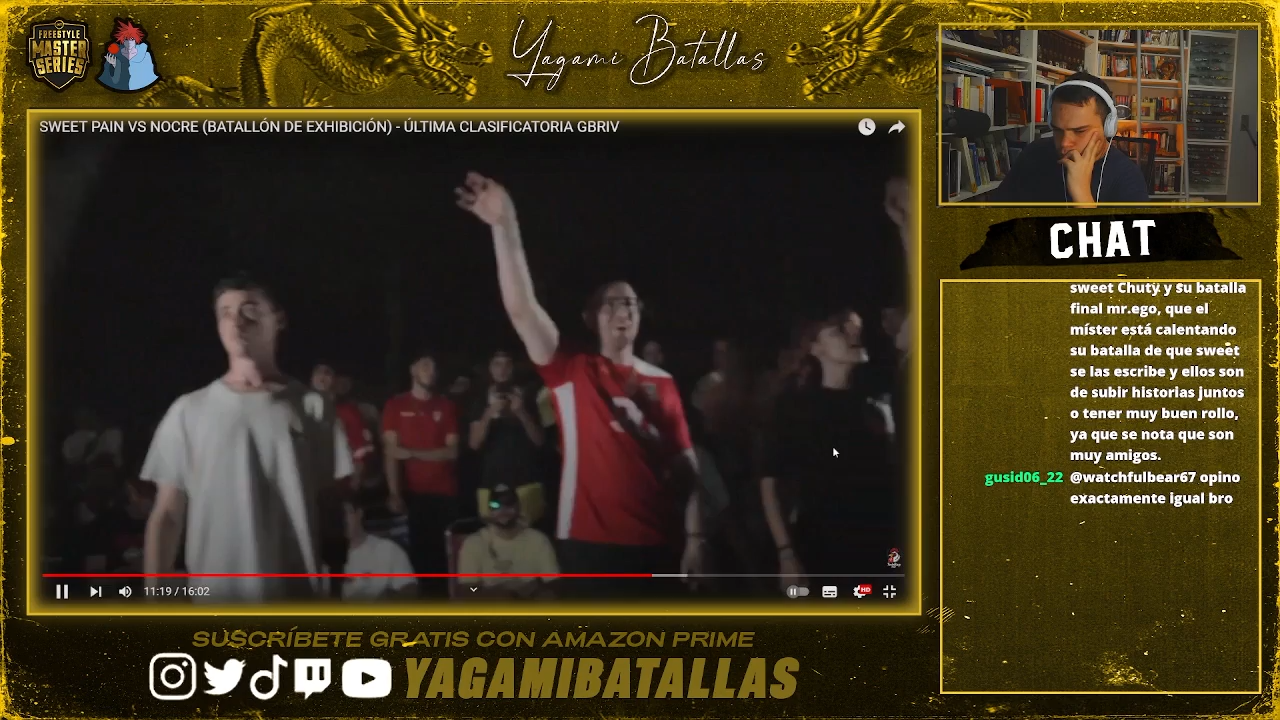 FREESTYLE
MASTER
SERIES
Yagami Batallas
SWEET PAIN VS NOCRE (BATALLÓN DE EXHIBICIÓN) - ÚLTIMA CLASIFICATORIA GBRIV
11:19 / 16:02
HD
CHAT
sweet Chuty y su batalla
final mr.ego, que el
míster está calentando
su batalla de que sweet
se las escribe y ellos son
de subir historias juntos
o tener muy buen rollo,
ya que se nota que son
muy amigos.
gusid06_22 @watchfulbear67 opino
exactamente igual bro
SUSCRÍBETE GRATIS CON AMAZON PRIME
YAGAMIBATALLAS